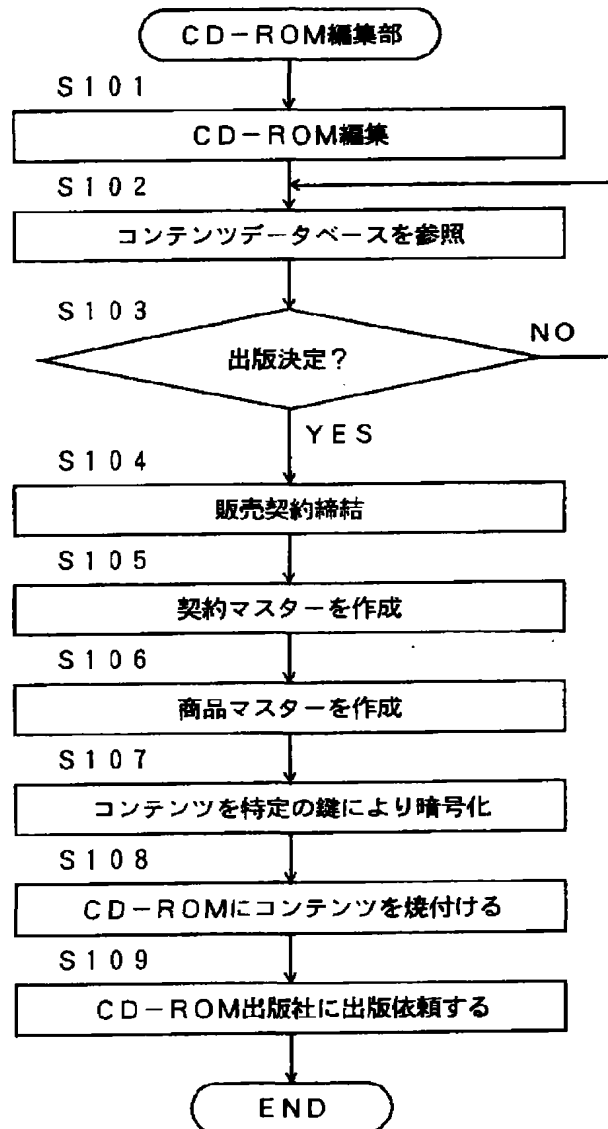 CD-ROM編集部
S101
CD-ROM編集
S102
コンテンツデータベースを参照
S103
出版決定?
NO
YES
S104
販売契約締結
S105
契約マスターを作成
S106
商品マスターを作成
S107
コンテンツを特定の鍵により暗号化
S108
CD-ROMにコンテンツを焼付ける
S109
CD-ROM出版社に出版依頼する
END